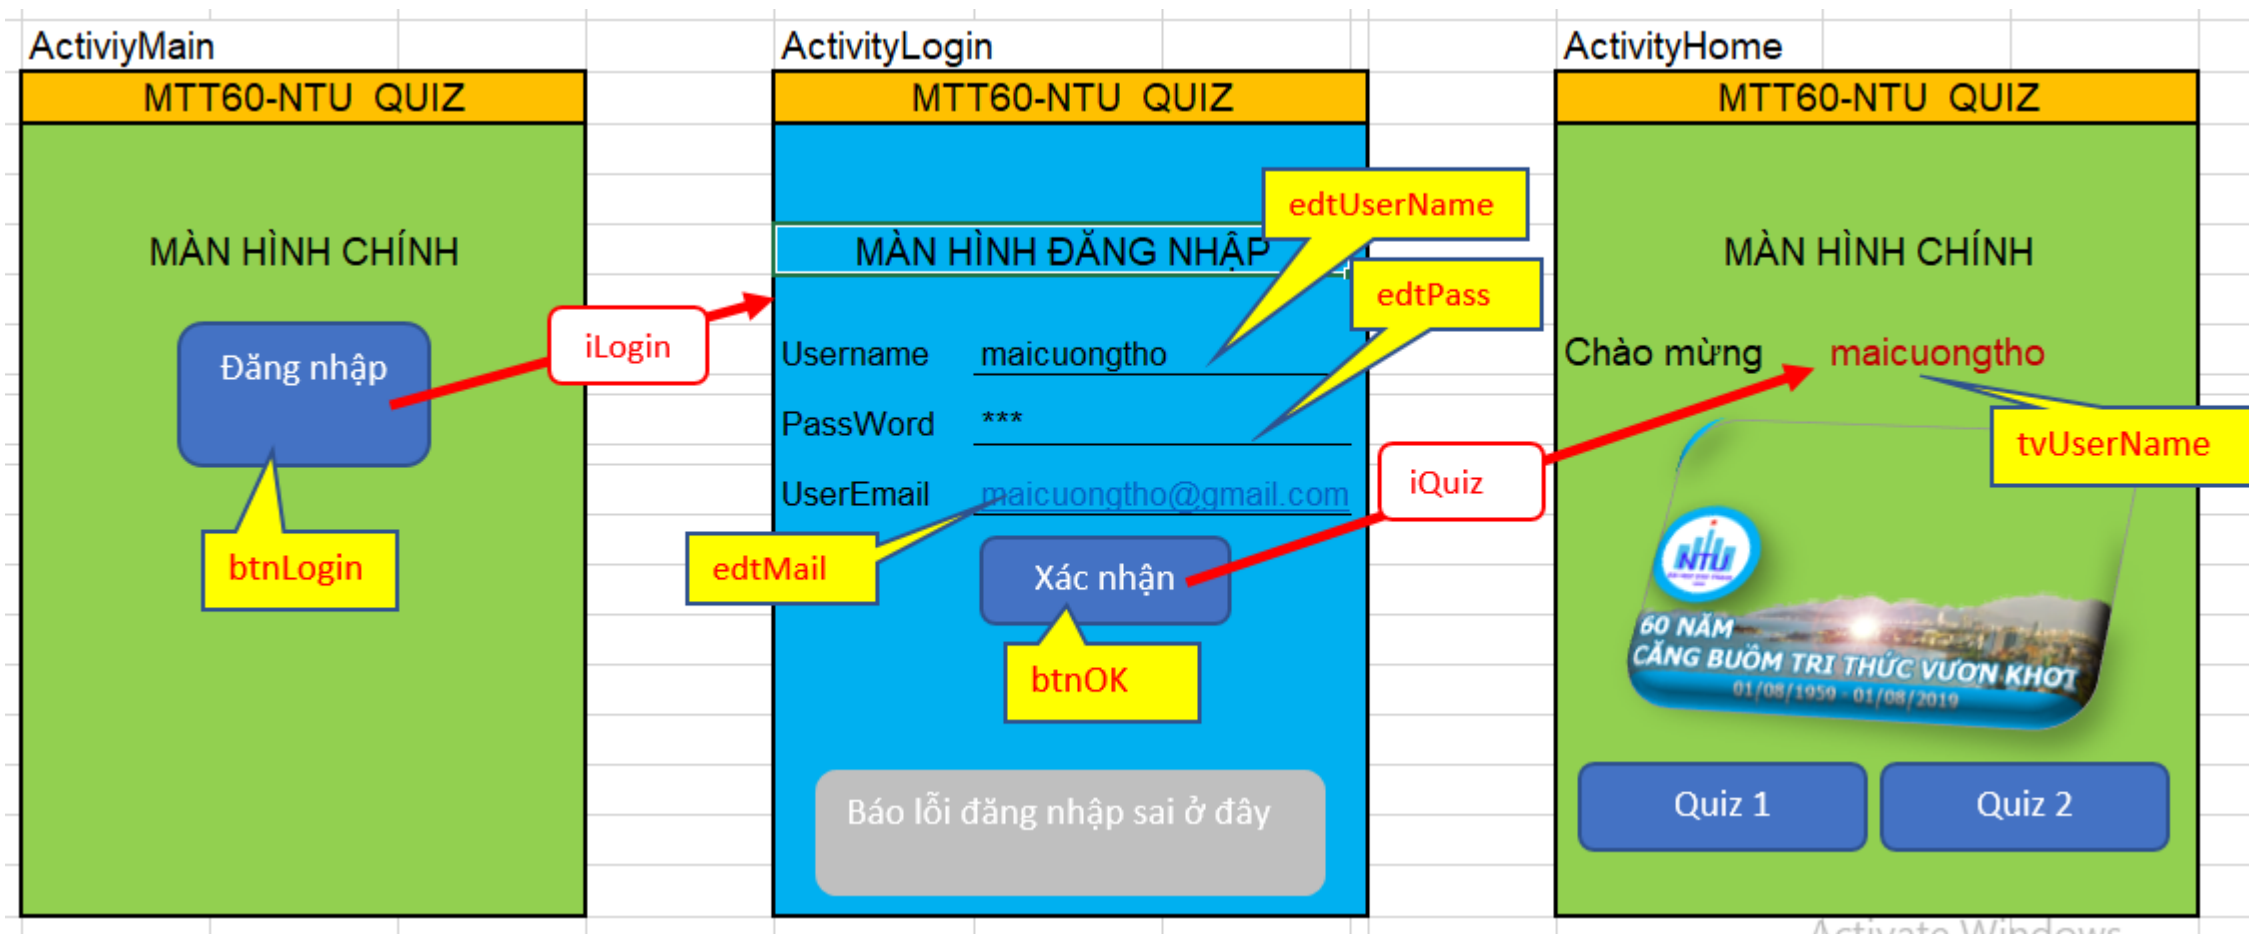 ActiviyMain
MTT60-NTU QUIZ
MÀN HÌNH CHÍNH
Đăng nhập
btnLogin
iLogin
ActivityLogin
MTT60-NTU QUIZ
MÀN HÌNH ĐĂNG NHẬP
edtUserName
edtPass
Username maicuongtho
PassWord ***
UserEmail maicuongtho@gmail.com
edtMail
Xác nhận
btnOK
iQuiz
Báo lỗi đăng nhập sai ở đây
ActivityHome
MTT60-NTU QUIZ
MÀN HÌNH CHÍNH
Chào mừng maicuongtho
tvUserName
NTU
60 NĂM
CĂNG BUỒM TRI THỨC VƯƠN KHƠI
01/08/1959 - 01/08/2019
Quiz 1
Quiz 2